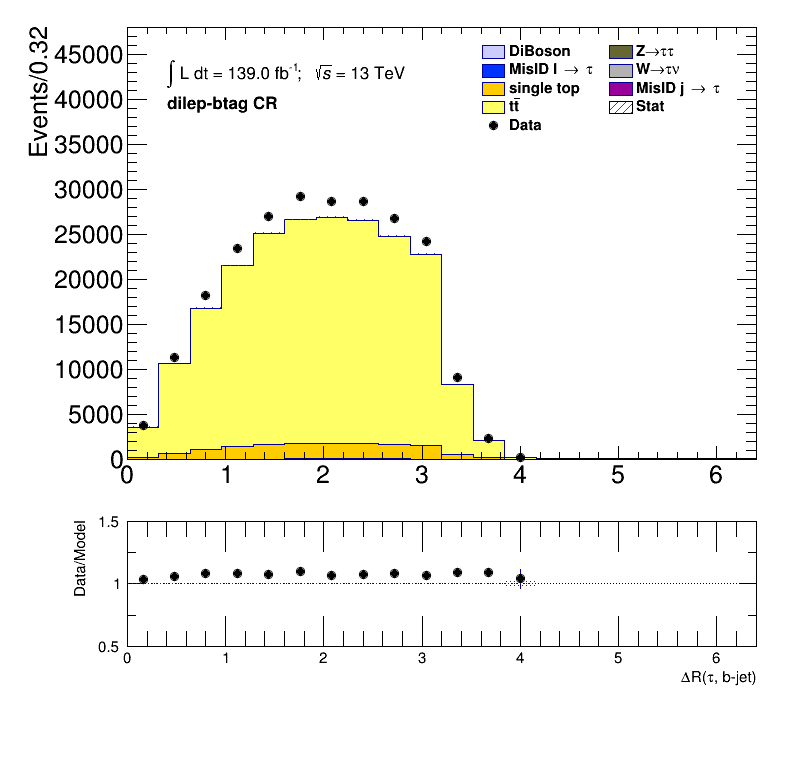 Events/0.32
45000
40000
35000
30000
25000
20000
15000
10000
5000
0
0 1 2 3 4 5 6
∫ L dt = 139.0 fb⁻¹; √s = 13 TeV
dilep-btag CR
DiBoson
MisID l → τ
single top
tt̄
Data
Z→ττ
W→τν
MisID j → τ
Stat
Data/Model
1.5
1
0.5
0 1 2 3 4 5 6
ΔR(τ, b-jet)